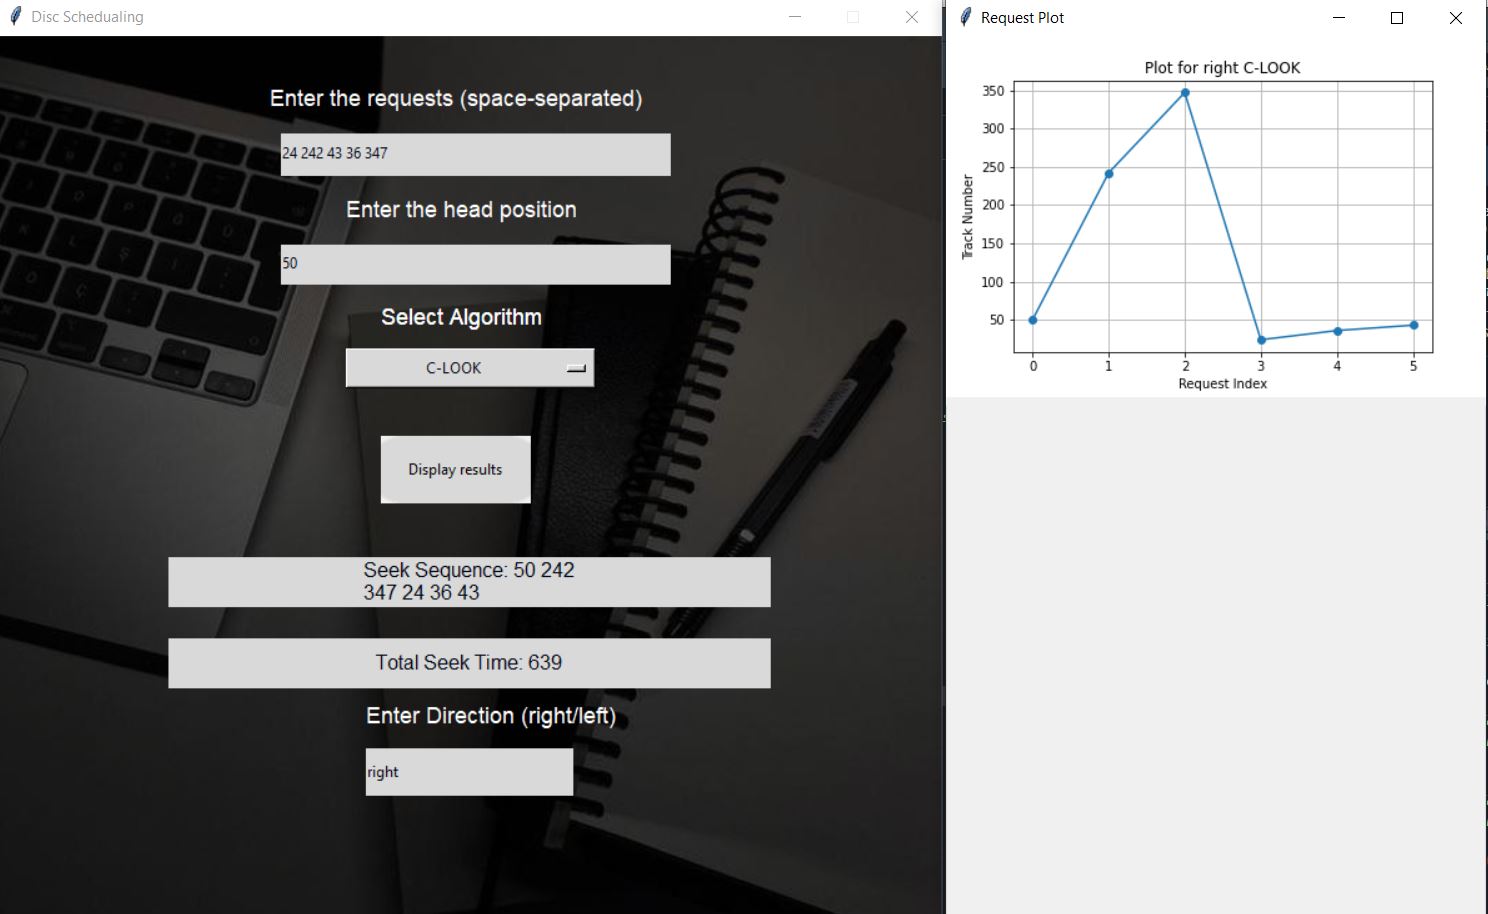 Disc Schedualing
Enter the requests (space-separated)
24 242 43 36 347
Enter the head position
50
Select Algorithm
C-LOOK
Display results
Seek Sequence: 50 242
347 24 36 43
Total Seek Time: 639
Enter Direction (right/left)
right
Request Plot
Plot for right C-LOOK
350
300
250
200
150
100
50
Track Number
0 1 2 3 4 5
Request Index